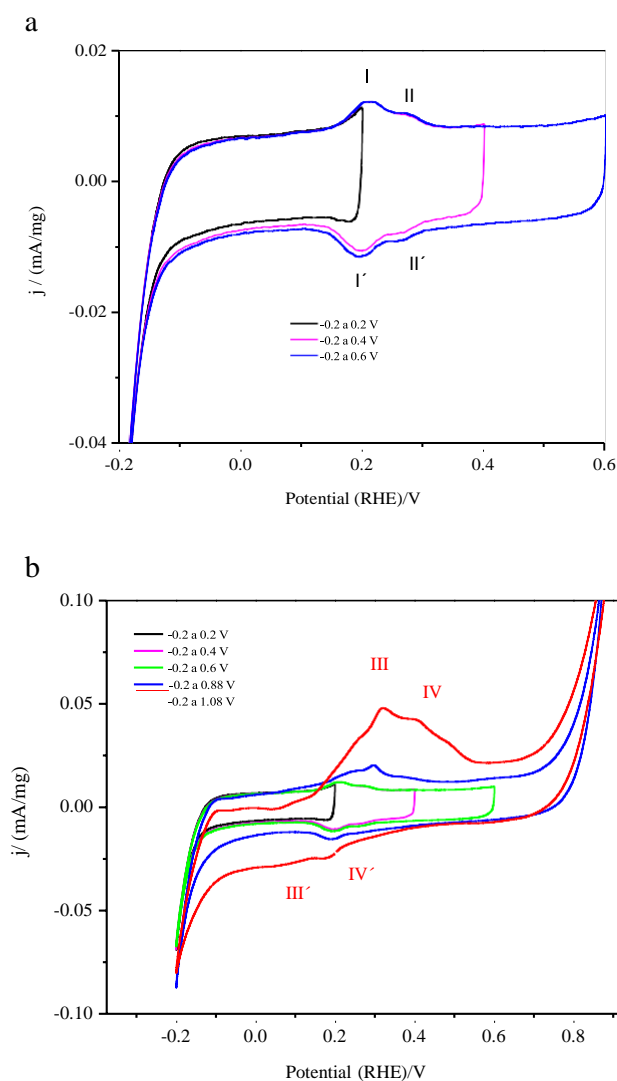 a
0.02
I
II
0.00
j / (mA/mg)
I´
II´
-0.02
-0.2 a 0.2 V
-0.2 a 0.4 V
-0.2 a 0.6 V
-0.04
-0.2 0.0 0.2 0.4 0.6
Potential (RHE)/V
b
0.10
-0.2 a 0.2 V
-0.2 a 0.4 V
-0.2 a 0.6 V
-0.2 a 0.88 V
-0.2 a 1.08 V
III
IV
0.05
0.00
j/ (mA/mg)
III´
IV´
-0.05
-0.10
-0.2 0.0 0.2 0.4 0.6 0.8
Potential (RHE)/V